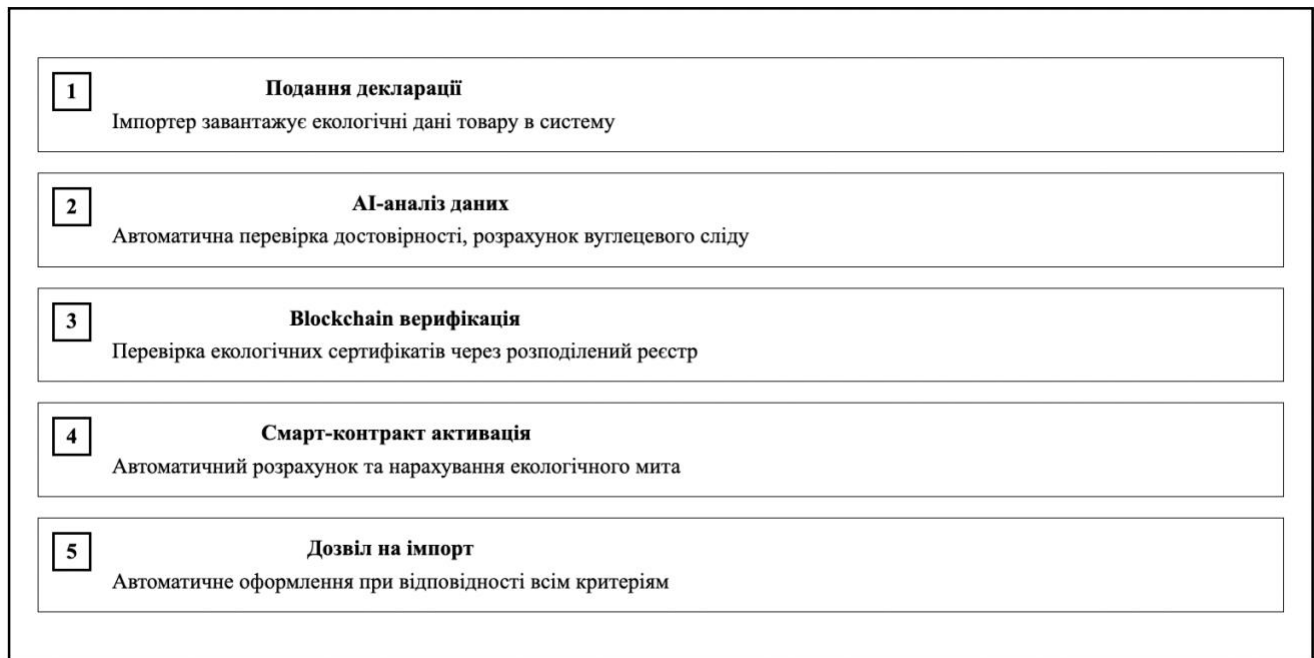 1
Подання декларації
Імпортер завантажує екологічні дані товару в систему
2
AI-аналіз даних
Автоматична перевірка достовірності, розрахунок вуглецевого сліду
3
Blockchain верифікація
Перевірка екологічних сертифікатів через розподілений реєстр
4
Смарт-контракт активація
Автоматичний розрахунок та нарахування екологічного мита
5
Дозвіл на імпорт
Автоматичне оформлення при відповідності всім критеріям